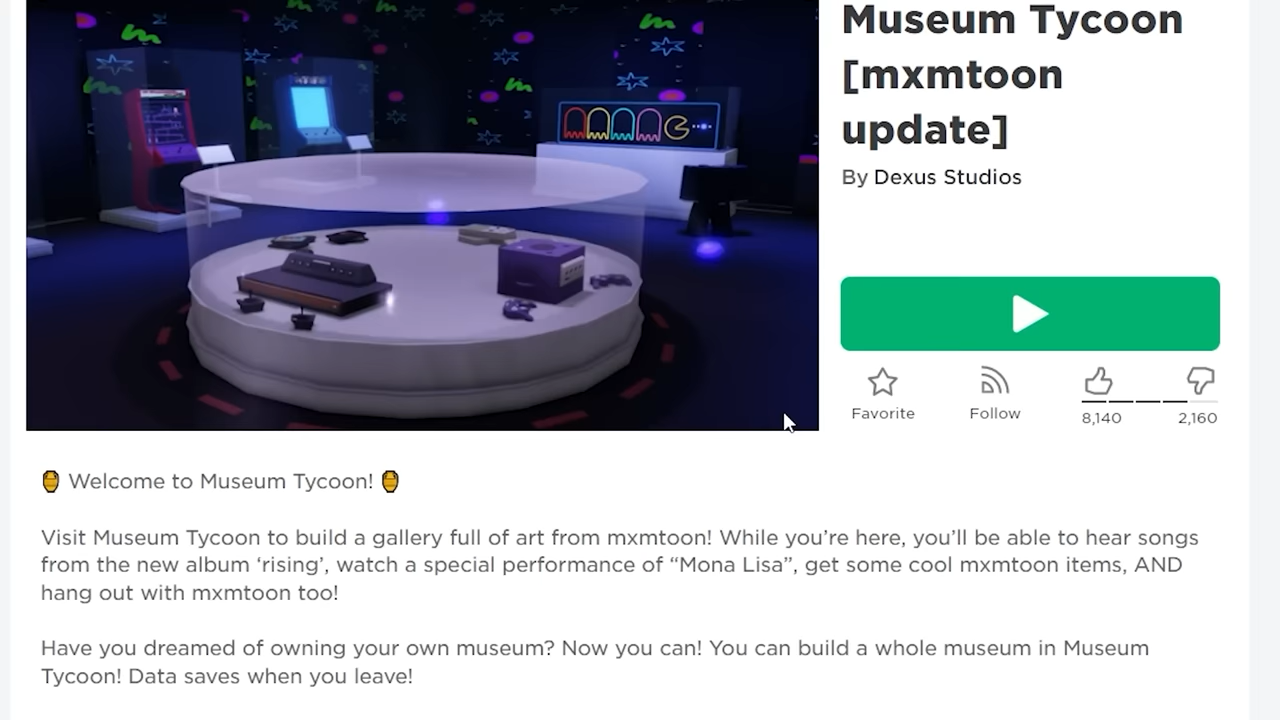 Museum Tycoon
[mxmtoon
update]
By Dexus Studios
Favorite
Follow
8,140
2,160
Welcome to Museum Tycoon!
Visit Museum Tycoon to build a gallery full of art from mxmtoon! While you’re here, you’ll be able to hear songs
from the new album ‘rising’, watch a special performance of “Mona Lisa”, get some cool mxmtoon items, AND
hang out with mxmtoon too!
Have you dreamed of owning your own museum? Now you can! You can build a whole museum in Museum
Tycoon! Data saves when you leave!